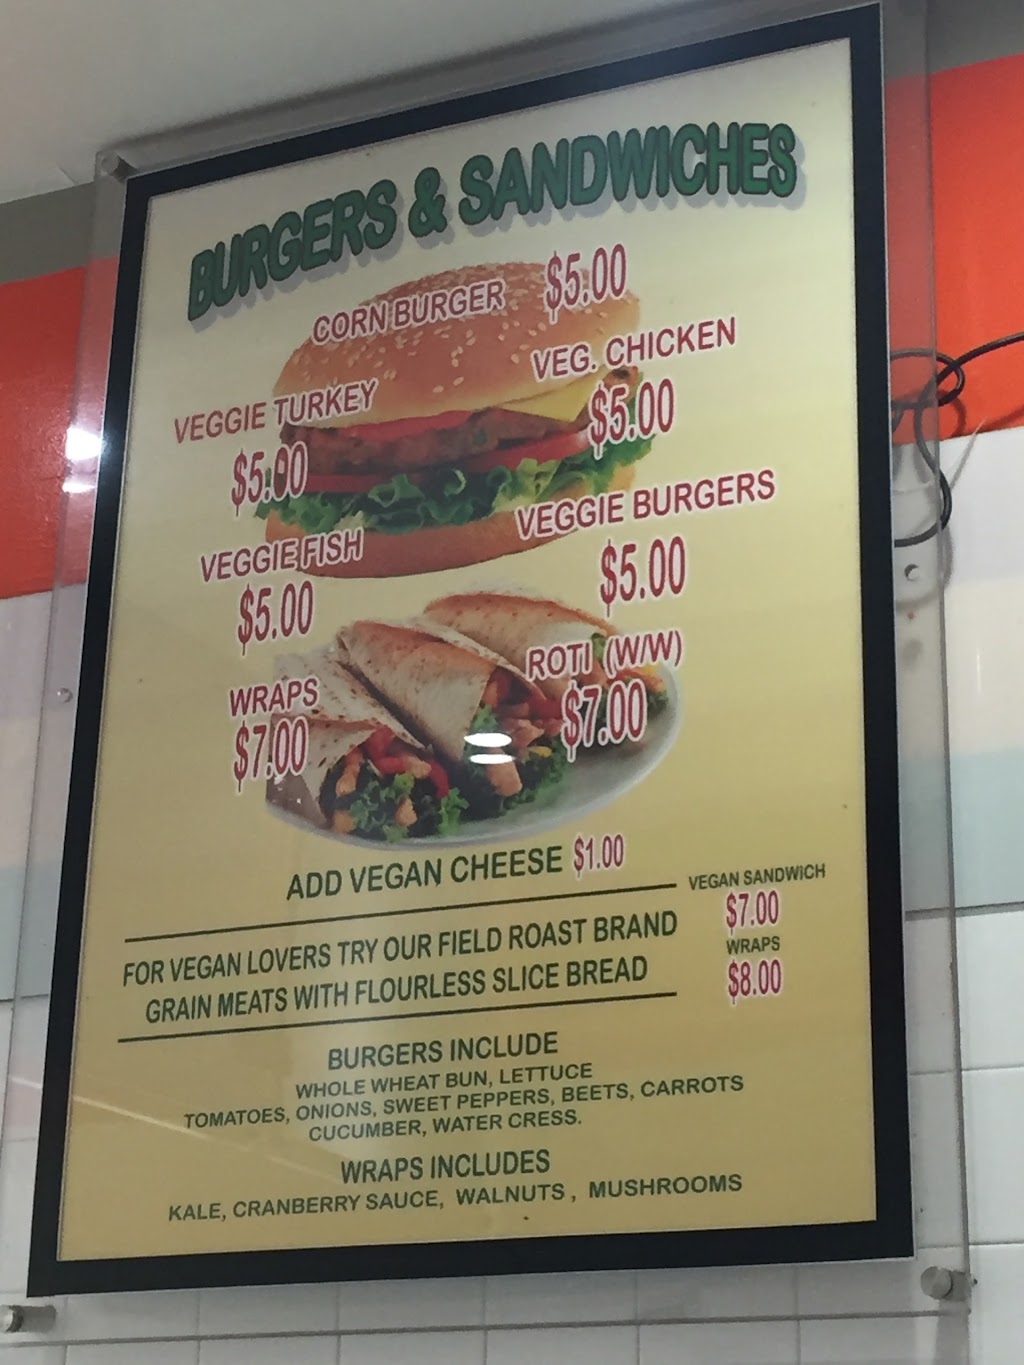 BURGERS & SANDWICHES
CORN BURGER $5.00
VEG. CHICKEN
$5.00
VEGGIE TURKEY
$5.00
VEGGIE BURGERS
$5.00
VEGGIE FISH
$5.00
ROTI (W/W)
$7.00
WRAPS
$7.00
ADD VEGAN CHEESE $1.00
VEGAN SANDWICH
$7.00
WRAPS
$8.00
FOR VEGAN LOVERS TRY OUR FIELD ROAST BRAND
GRAIN MEATS WITH FLOURLESS SLICE BREAD
BURGERS INCLUDE
WHOLE WHEAT BUN, LETTUCE
TOMATOES, ONIONS, SWEET PEPPERS, BEETS, CARROTS
CUCUMBER, WATER CRESS.
WRAPS INCLUDES
KALE, CRANBERRY SAUCE, WALNUTS , MUSHROOMS